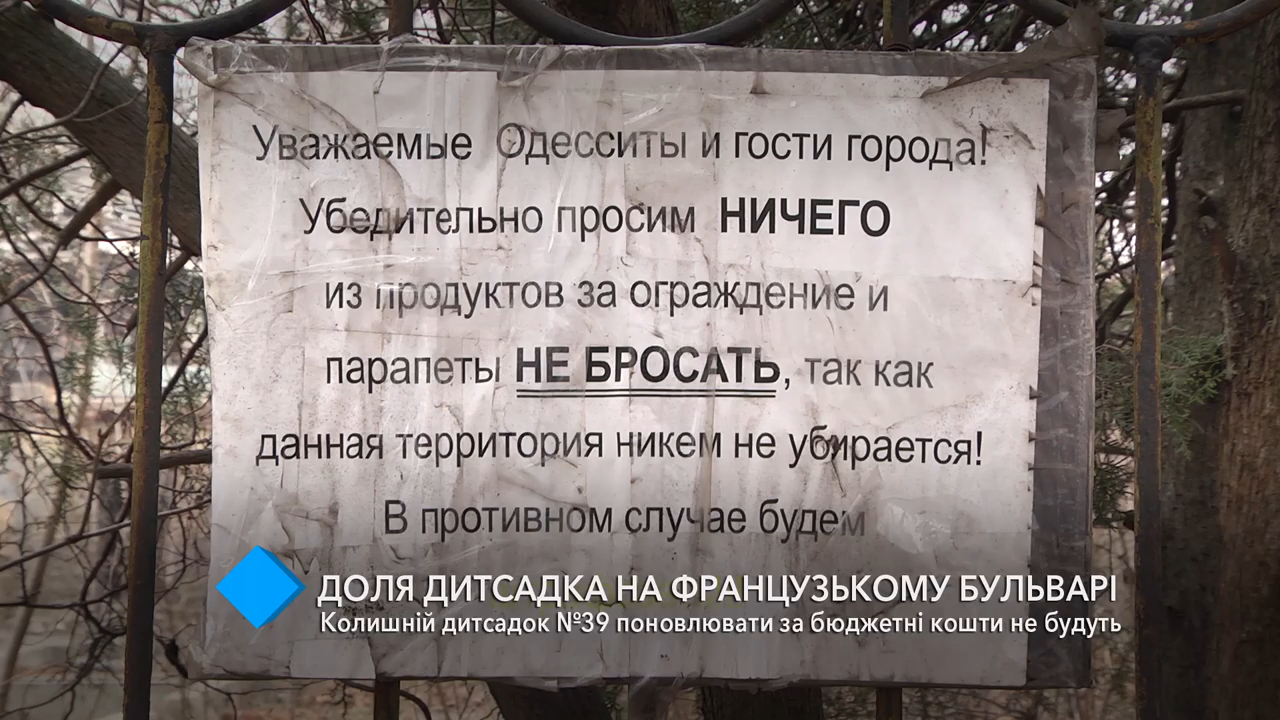 Уважаемые Одесситы и гости города!
Убедительно просим НИЧЕГО
из продуктов за ограждение и
парапеты НЕ БРОСАТЬ, так как
данная территория никем не убирается!
В противном случае будем
ДОЛЯ ДИТСАДКА НА ФРАНЦУЗЬКОМУ БУЛЬВАРІ
Колишній дитсадок №39 поновлювати за бюджетні кошти не будуть